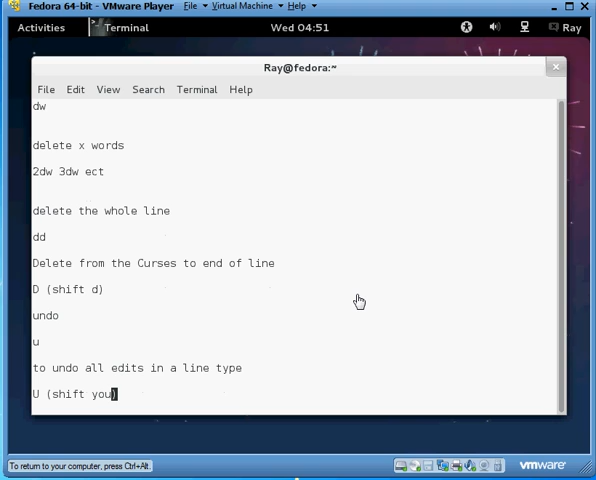 Fedora 64-bit - VMware Player File Virtual Machine Help
Activities Terminal Wed 04:51 Ray
Ray@fedora:~
File Edit View Search Terminal Help
dw
delete x words
2dw 3dw ect
delete the whole line
dd
Delete from the Curses to end of line
D (shift d)
undo
u
to undo all edits in a line type
U (shift you)
To return to your computer, press Ctrl+Alt.
vmware